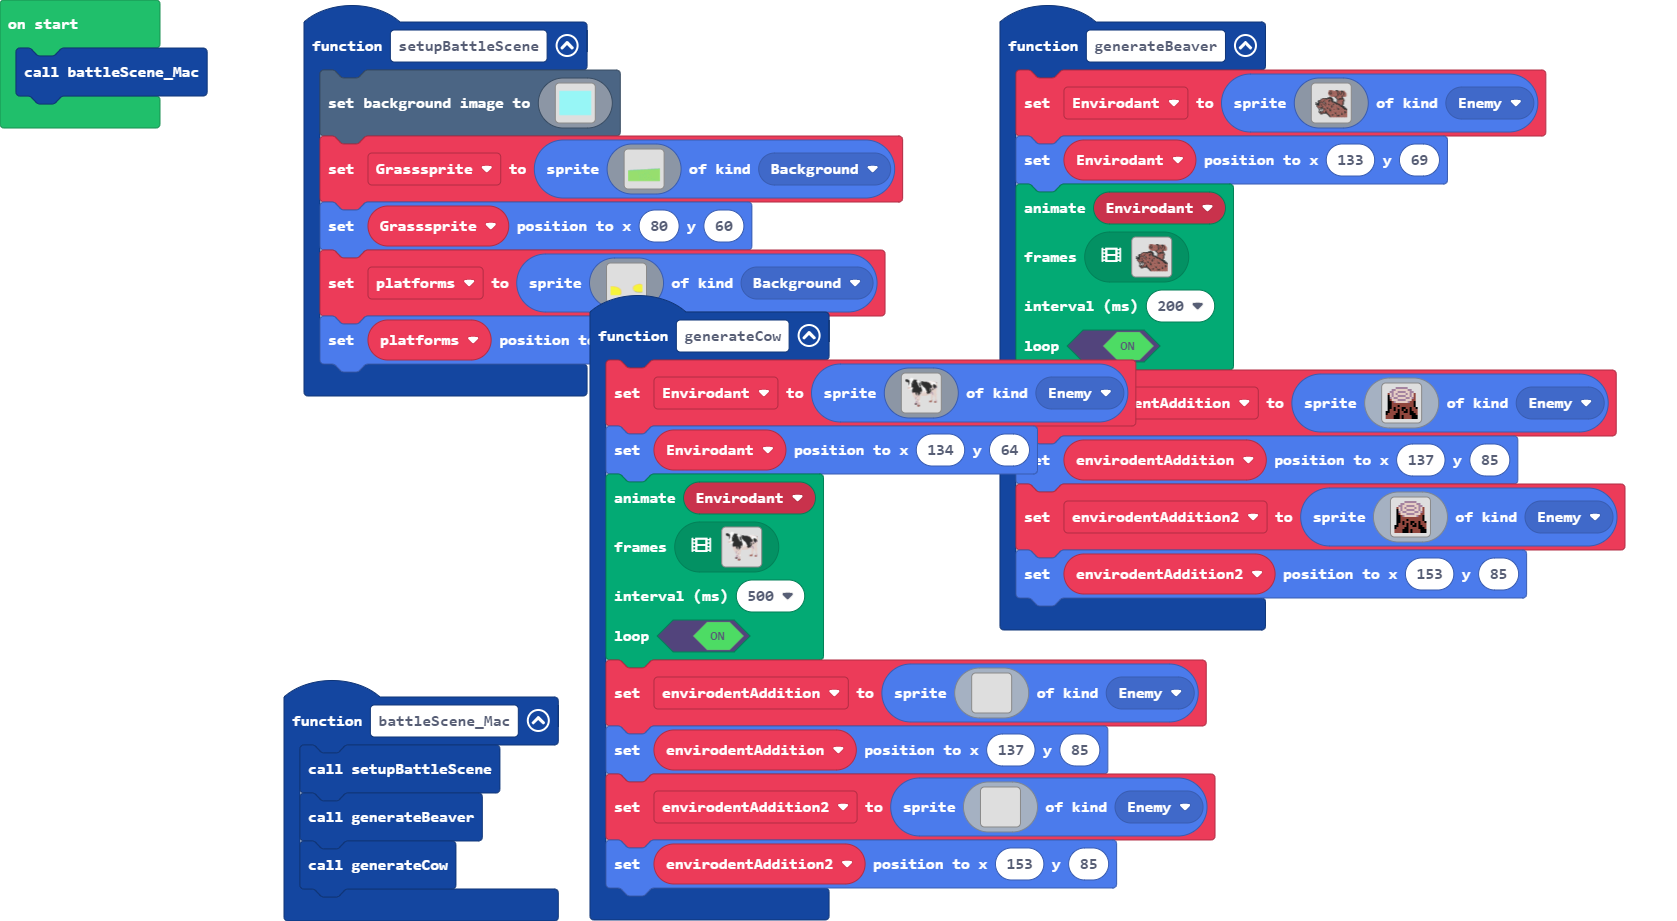 on start
call battleScene_Mac
function setupBattleScene
set background image to
set Grasssprite to sprite of kind Background
set Grasssprite position to x 80 y 60
set platforms to sprite of kind Background
set platforms position to
function generateBeaver
set Envirodant to sprite of kind Enemy
set Envirodant position to x 133 y 69
animate Envirodant
frames
interval (ms) 200
loop ON
entAddition to sprite of kind Enemy
et envirodentAddition position to x 137 y 85
set envirodentAddition2 to sprite of kind Enemy
set envirodentAddition2 position to x 153 y 85
function generateCow
set Envirodant to sprite of kind Enemy
set Envirodant position to x 134 y 64
animate Envirodant
frames
interval (ms) 500
loop ON
set envirodentAddition to sprite of kind Enemy
set envirodentAddition position to x 137 y 85
set envirodentAddition2 to sprite of kind Enemy
set envirodentAddition2 position to x 153 y 85
function battleScene_Mac
call setupBattleScene
call generateBeaver
call generateCow